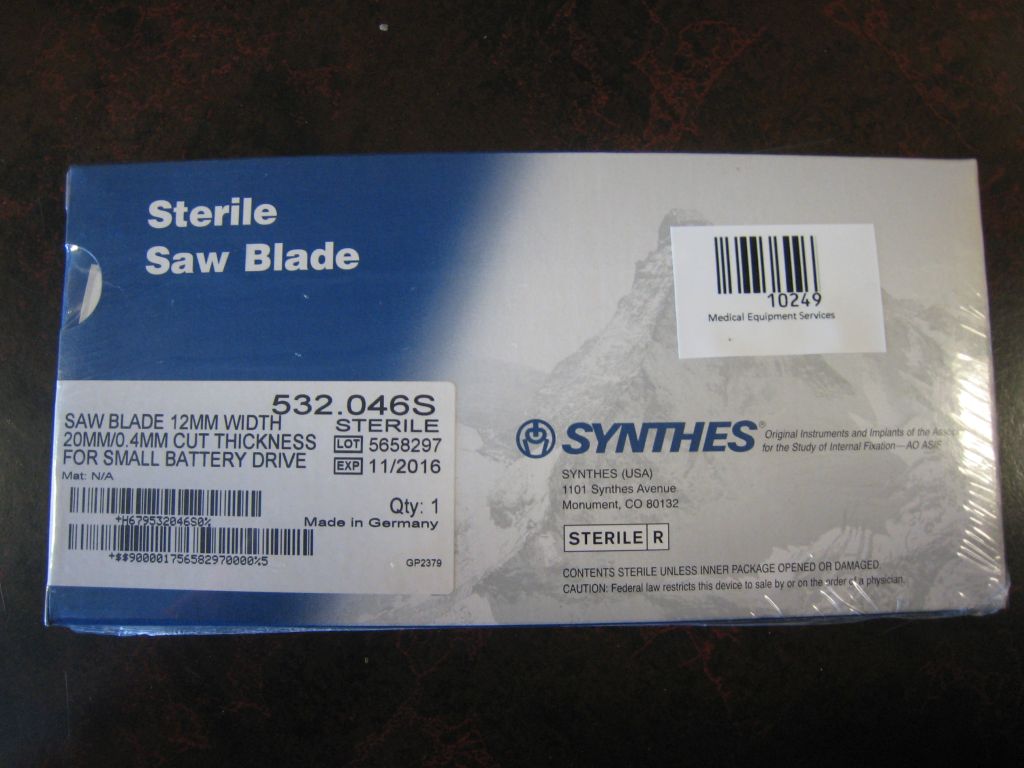 Sterile
Saw Blade
10249
Medical Equipment Services
532.046S
SAW BLADE 12MM WIDTH
STERILE
20MM/0.4MM CUT THICKNESS
LOT 5658297
FOR SMALL BATTERY DRIVE
EXP 11/2016
Mat: N/A
Qty: 1
*H679532046S0%
Made in Germany
*+$$900001756582970000%5
GP2379
SYNTHES®
Original Instruments and Implants of the
for the Study of Internal Fixation—AO ASIF
SYNTHES (USA)
1101 Synthes Avenue
Monument, CO 80132
STERILE R
CONTENTS STERILE UNLESS INNER PACKAGE OPENED OR DAMAGED.
CAUTION: Federal law restricts this device to sale by or on the order of a physician.